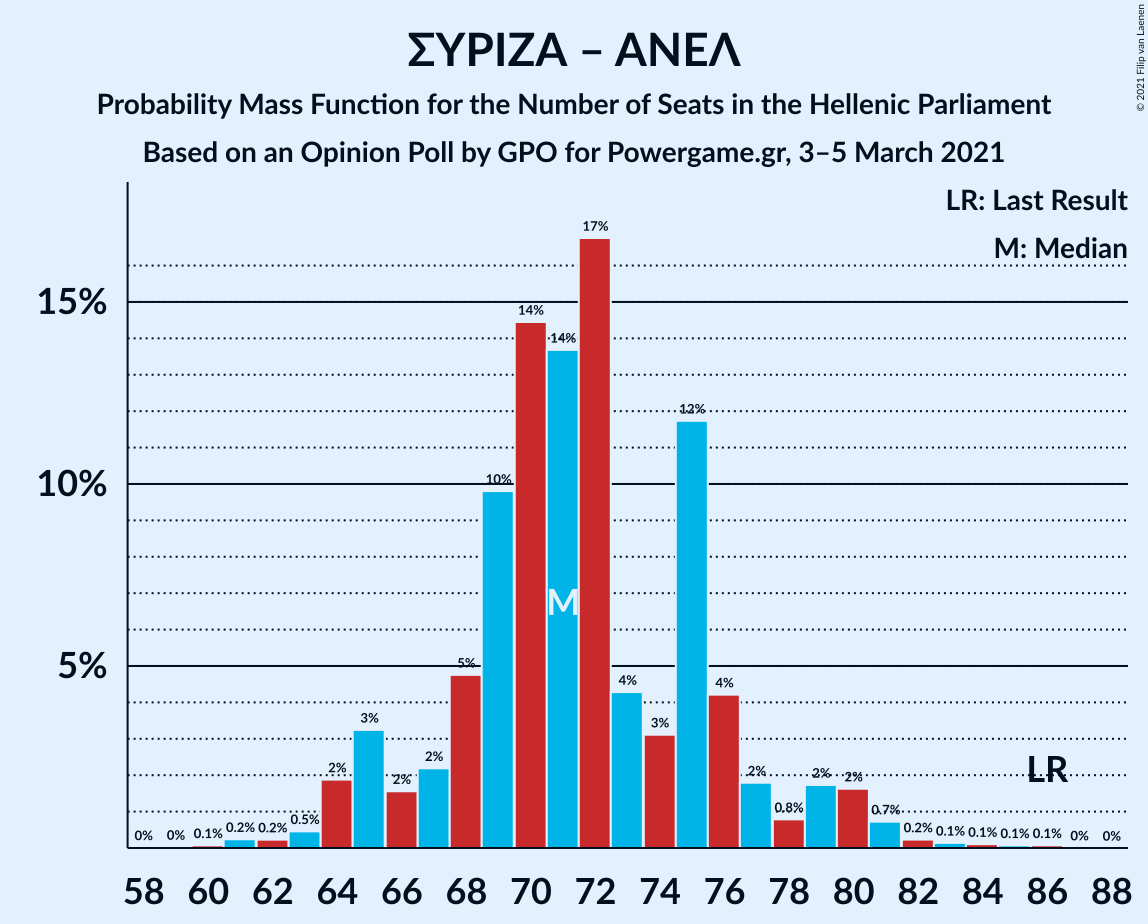 ΣΥΡΙΖΑ – ΑΝΕΛ
Probability Mass Function for the Number of Seats in the Hellenic Parliament
Based on an Opinion Poll by GPO for Powergame.gr, 3–5 March 2021
© 2021 Filip van Laenen
LR: Last Result
M: Median
15%
10%
5%
0% 0% 0.1% 0.2% 0.2% 0.5% 2% 3% 2% 2% 5% 10% 14% 14% 17% 4% 3% 12% 4% 2% 0.8% 2% 2% 0.7% 0.2% 0.1% 0.1% 0.1% 0.1% 0% 0%
M
LR
58 60 62 64 66 68 70 72 74 76 78 80 82 84 86 88